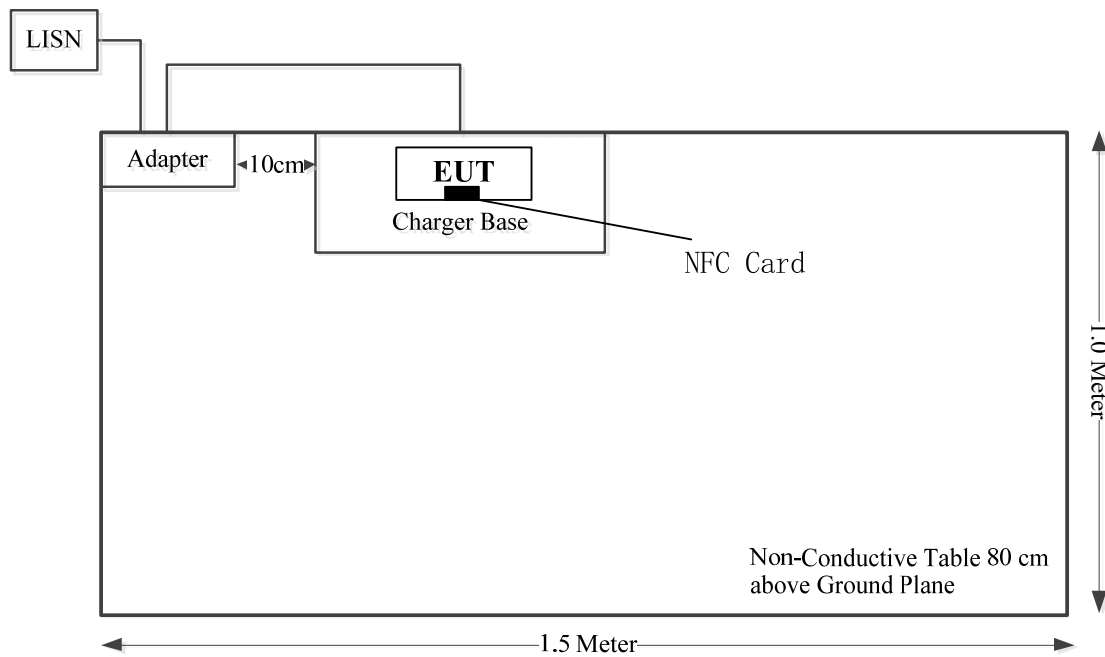 LISN
Adapter
10cm
EUT
Charger Base
NFC Card
1.0 Meter
Non-Conductive Table 80 cm
above Ground Plane
1.5 Meter